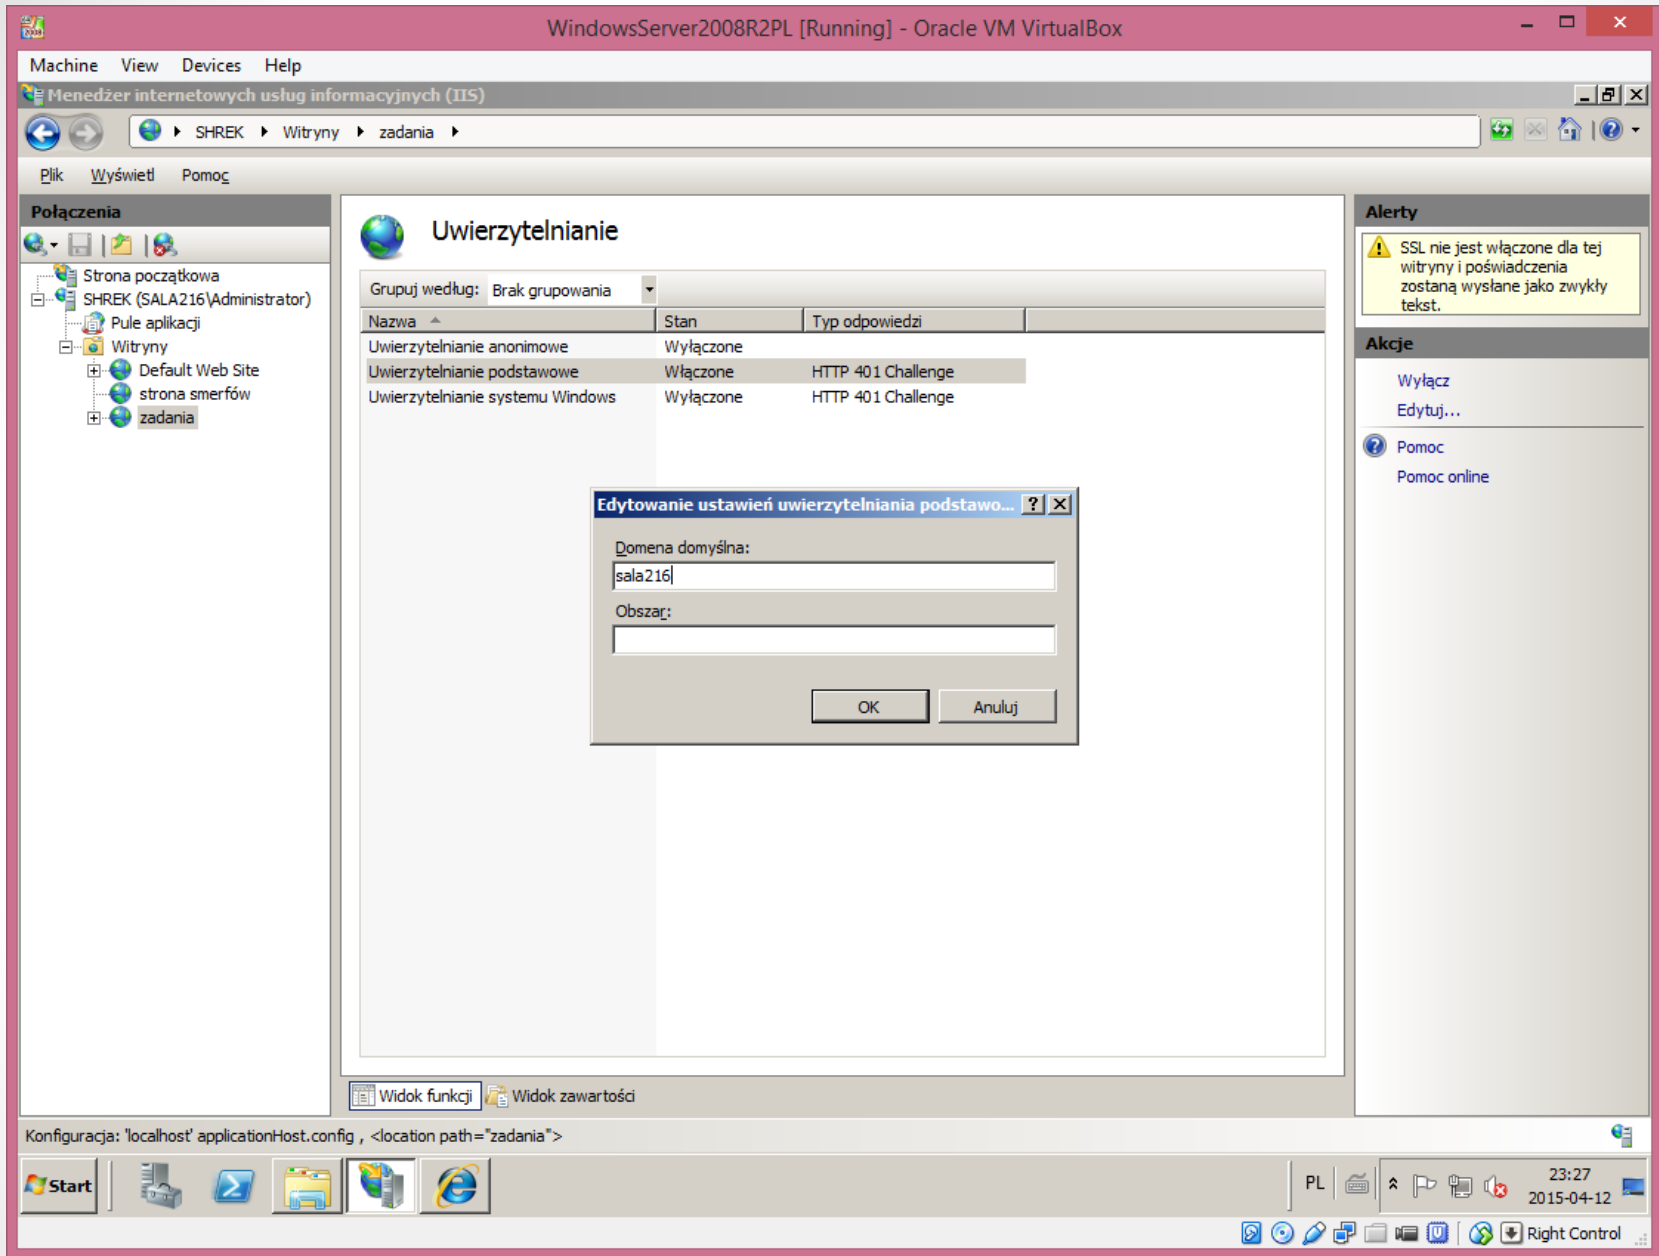 WindowsServer2008R2PL [Running] - Oracle VM VirtualBox
Machine View Devices Help
Menedżer internetowych usług informacyjnych (IIS)
SHREK Witryny zadania
Plik Wyświetl Pomoc
Połączenia
Strona początkowa
SHREK (SALA216\Administrator)
Pule aplikacji
Witryny
Default Web Site
strona smerfów
zadania
Uwierzytelnianie
Grupuj według: Brak grupowania
Nazwa Stan Typ odpowiedzi
Uwierzytelnianie anonimowe Wyłączone
Uwierzytelnianie podstawowe Włączone HTTP 401 Challenge
Uwierzytelnianie systemu Windows Wyłączone HTTP 401 Challenge
Edytowanie ustawień uwierzytelniania podstawo...
Domena domyślna:
sala216
Obszar:
OK Anuluj
Alerty
SSL nie jest włączone dla tej
witryny i poświadczenia
zostaną wysłane jako zwykły
tekst.
Akcje
Wyłącz
Edytuj...
Pomoc
Pomoc online
Widok funkcji Widok zawartości
Konfiguracja: 'localhost' applicationHost.config , <location path="zadania">
Start
PL
23:27
2015-04-12
Right Control